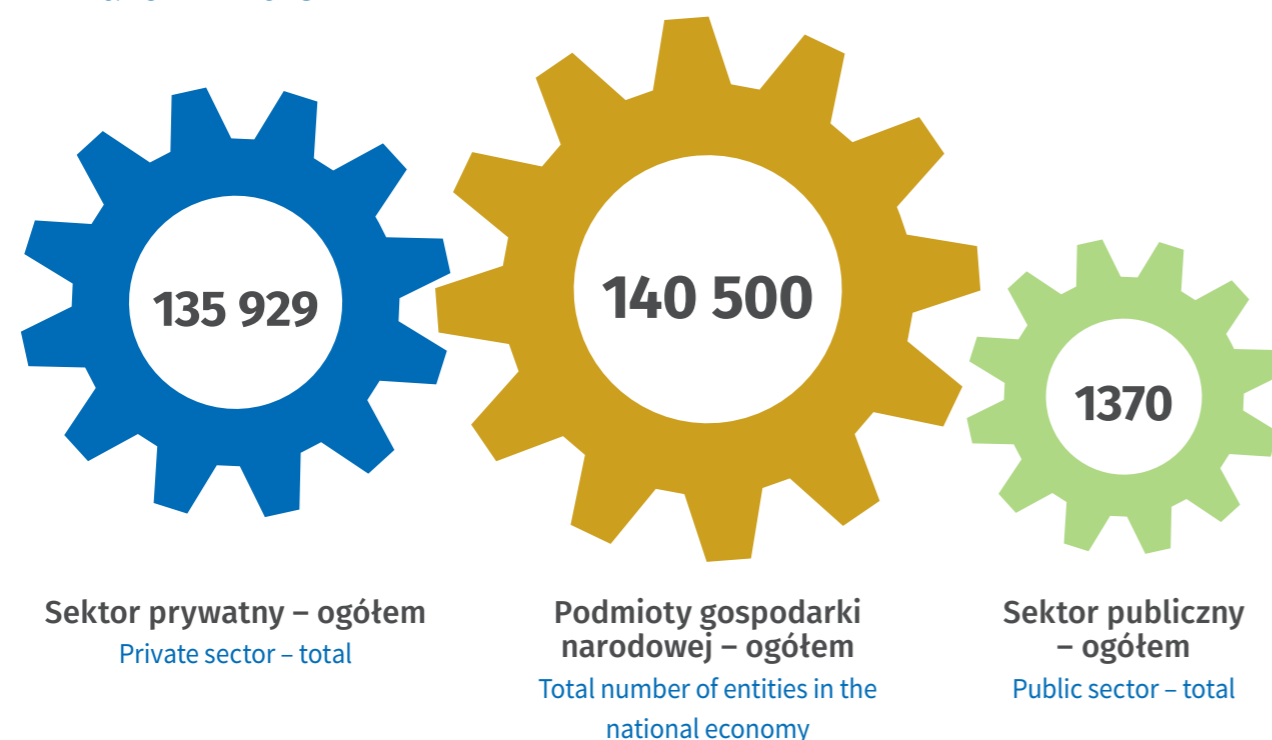 135 929
140 500
1370
Sektor prywatny – ogółem
Private sector – total
Podmioty gospodarki
narodowej – ogółem
Total number of entities in the
national economy
Sektor publiczny
– ogółem
Public sector – total